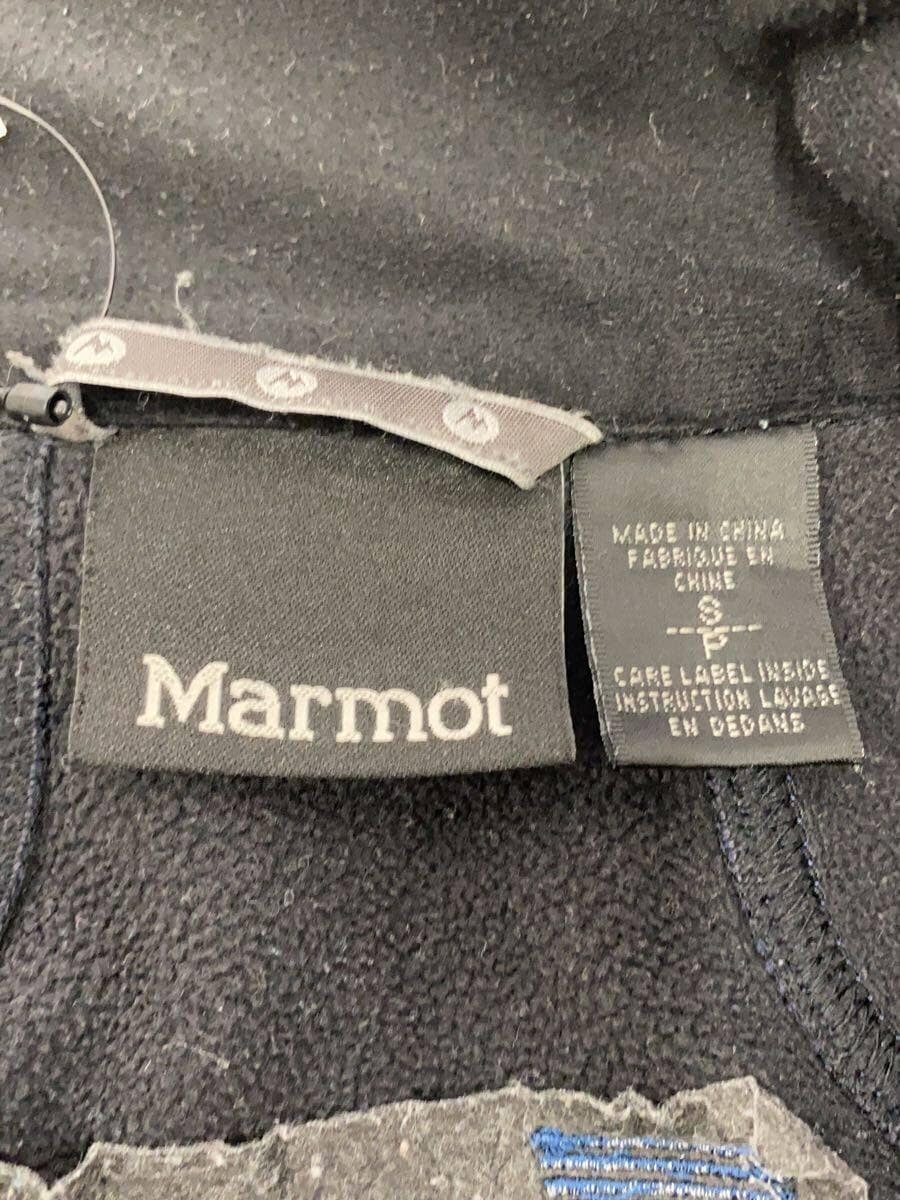 Marmot
MADE IN CHINA
FABRIQUE EN
CHINE
S
P
CARE LABEL INSIDE
INSTRUCTION LAVAGE
EN DEDANS